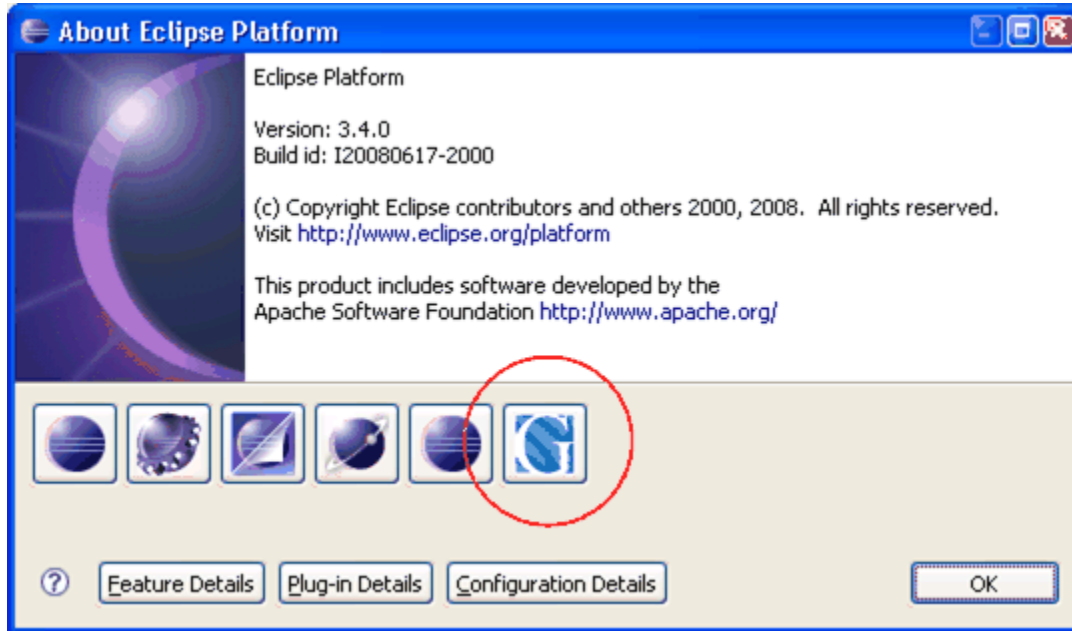 About Eclipse Platform
Eclipse Platform
Version: 3.4.0
Build id: I20080617-2000
(c) Copyright Eclipse contributors and others 2000, 2008.  All rights reserved.
Visit http://www.eclipse.org/platform
This product includes software developed by the
Apache Software Foundation http://www.apache.org/
G
? Feature Details Plug-in Details Configuration Details OK